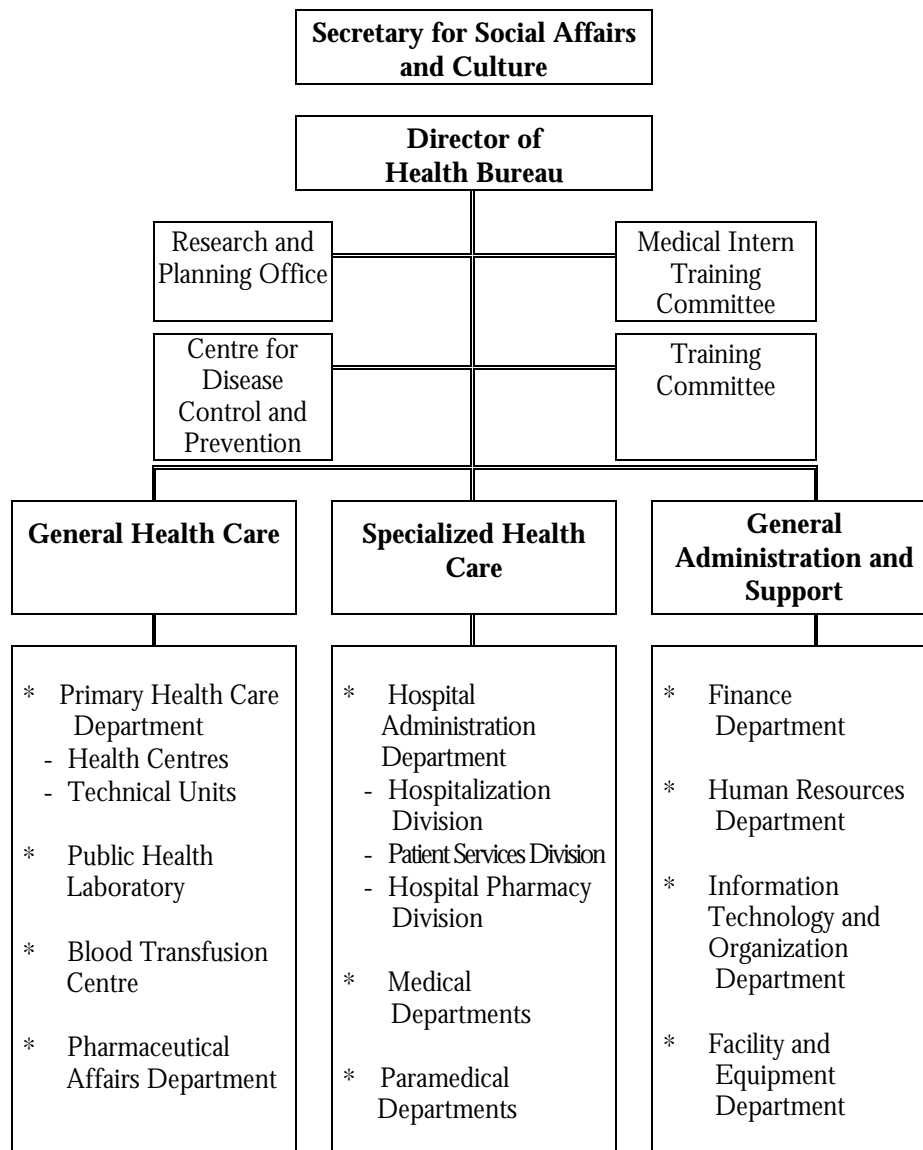 Secretary for Social Affairs
and Culture
Director of
Health Bureau
Research and
Planning Office
Medical Intern
Training
Committee
Centre for
Disease
Control and
Prevention
Training
Committee
General Health Care
Specialized Health
Care
General
Administration and
Support
* Primary Health Care
Department
- Health Centres
- Technical Units
* Public Health
Laboratory
* Blood Transfusion
Centre
* Pharmaceutical
Affairs Department
* Hospital
Administration
Department
- Hospitalization
Division
- Patient Services Division
- Hospital Pharmacy
Division
* Medical
Departments
* Paramedical
Departments
* Finance
Department
* Human Resources
Department
* Information
Technology and
Organization
Department
* Facility and
Equipment
Department